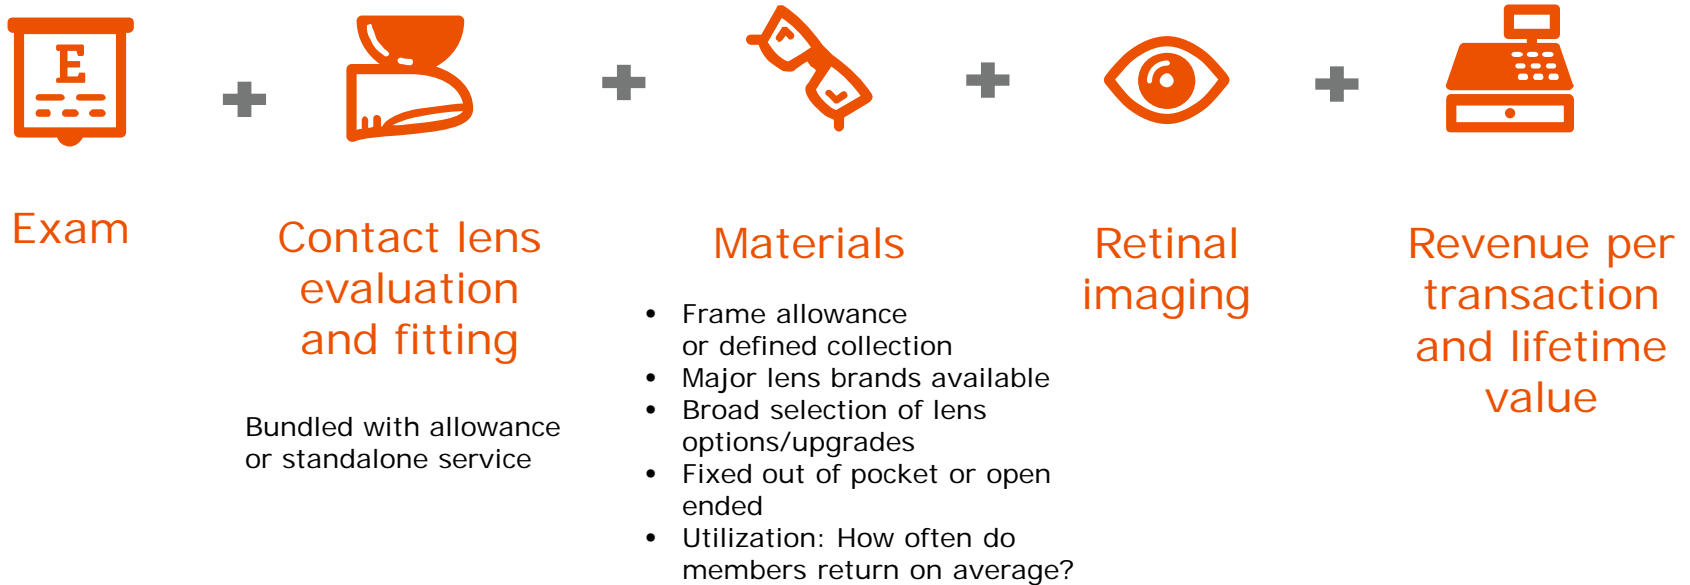 E
Exam
Contact lens
evaluation
and fitting
Bundled with allowance
or standalone service
Materials
• Frame allowance
or defined collection
• Major lens brands available
• Broad selection of lens
options/upgrades
• Fixed out of pocket or open
ended
• Utilization: How often do
members return on average?
Retinal
imaging
Revenue per
transaction
and lifetime
value